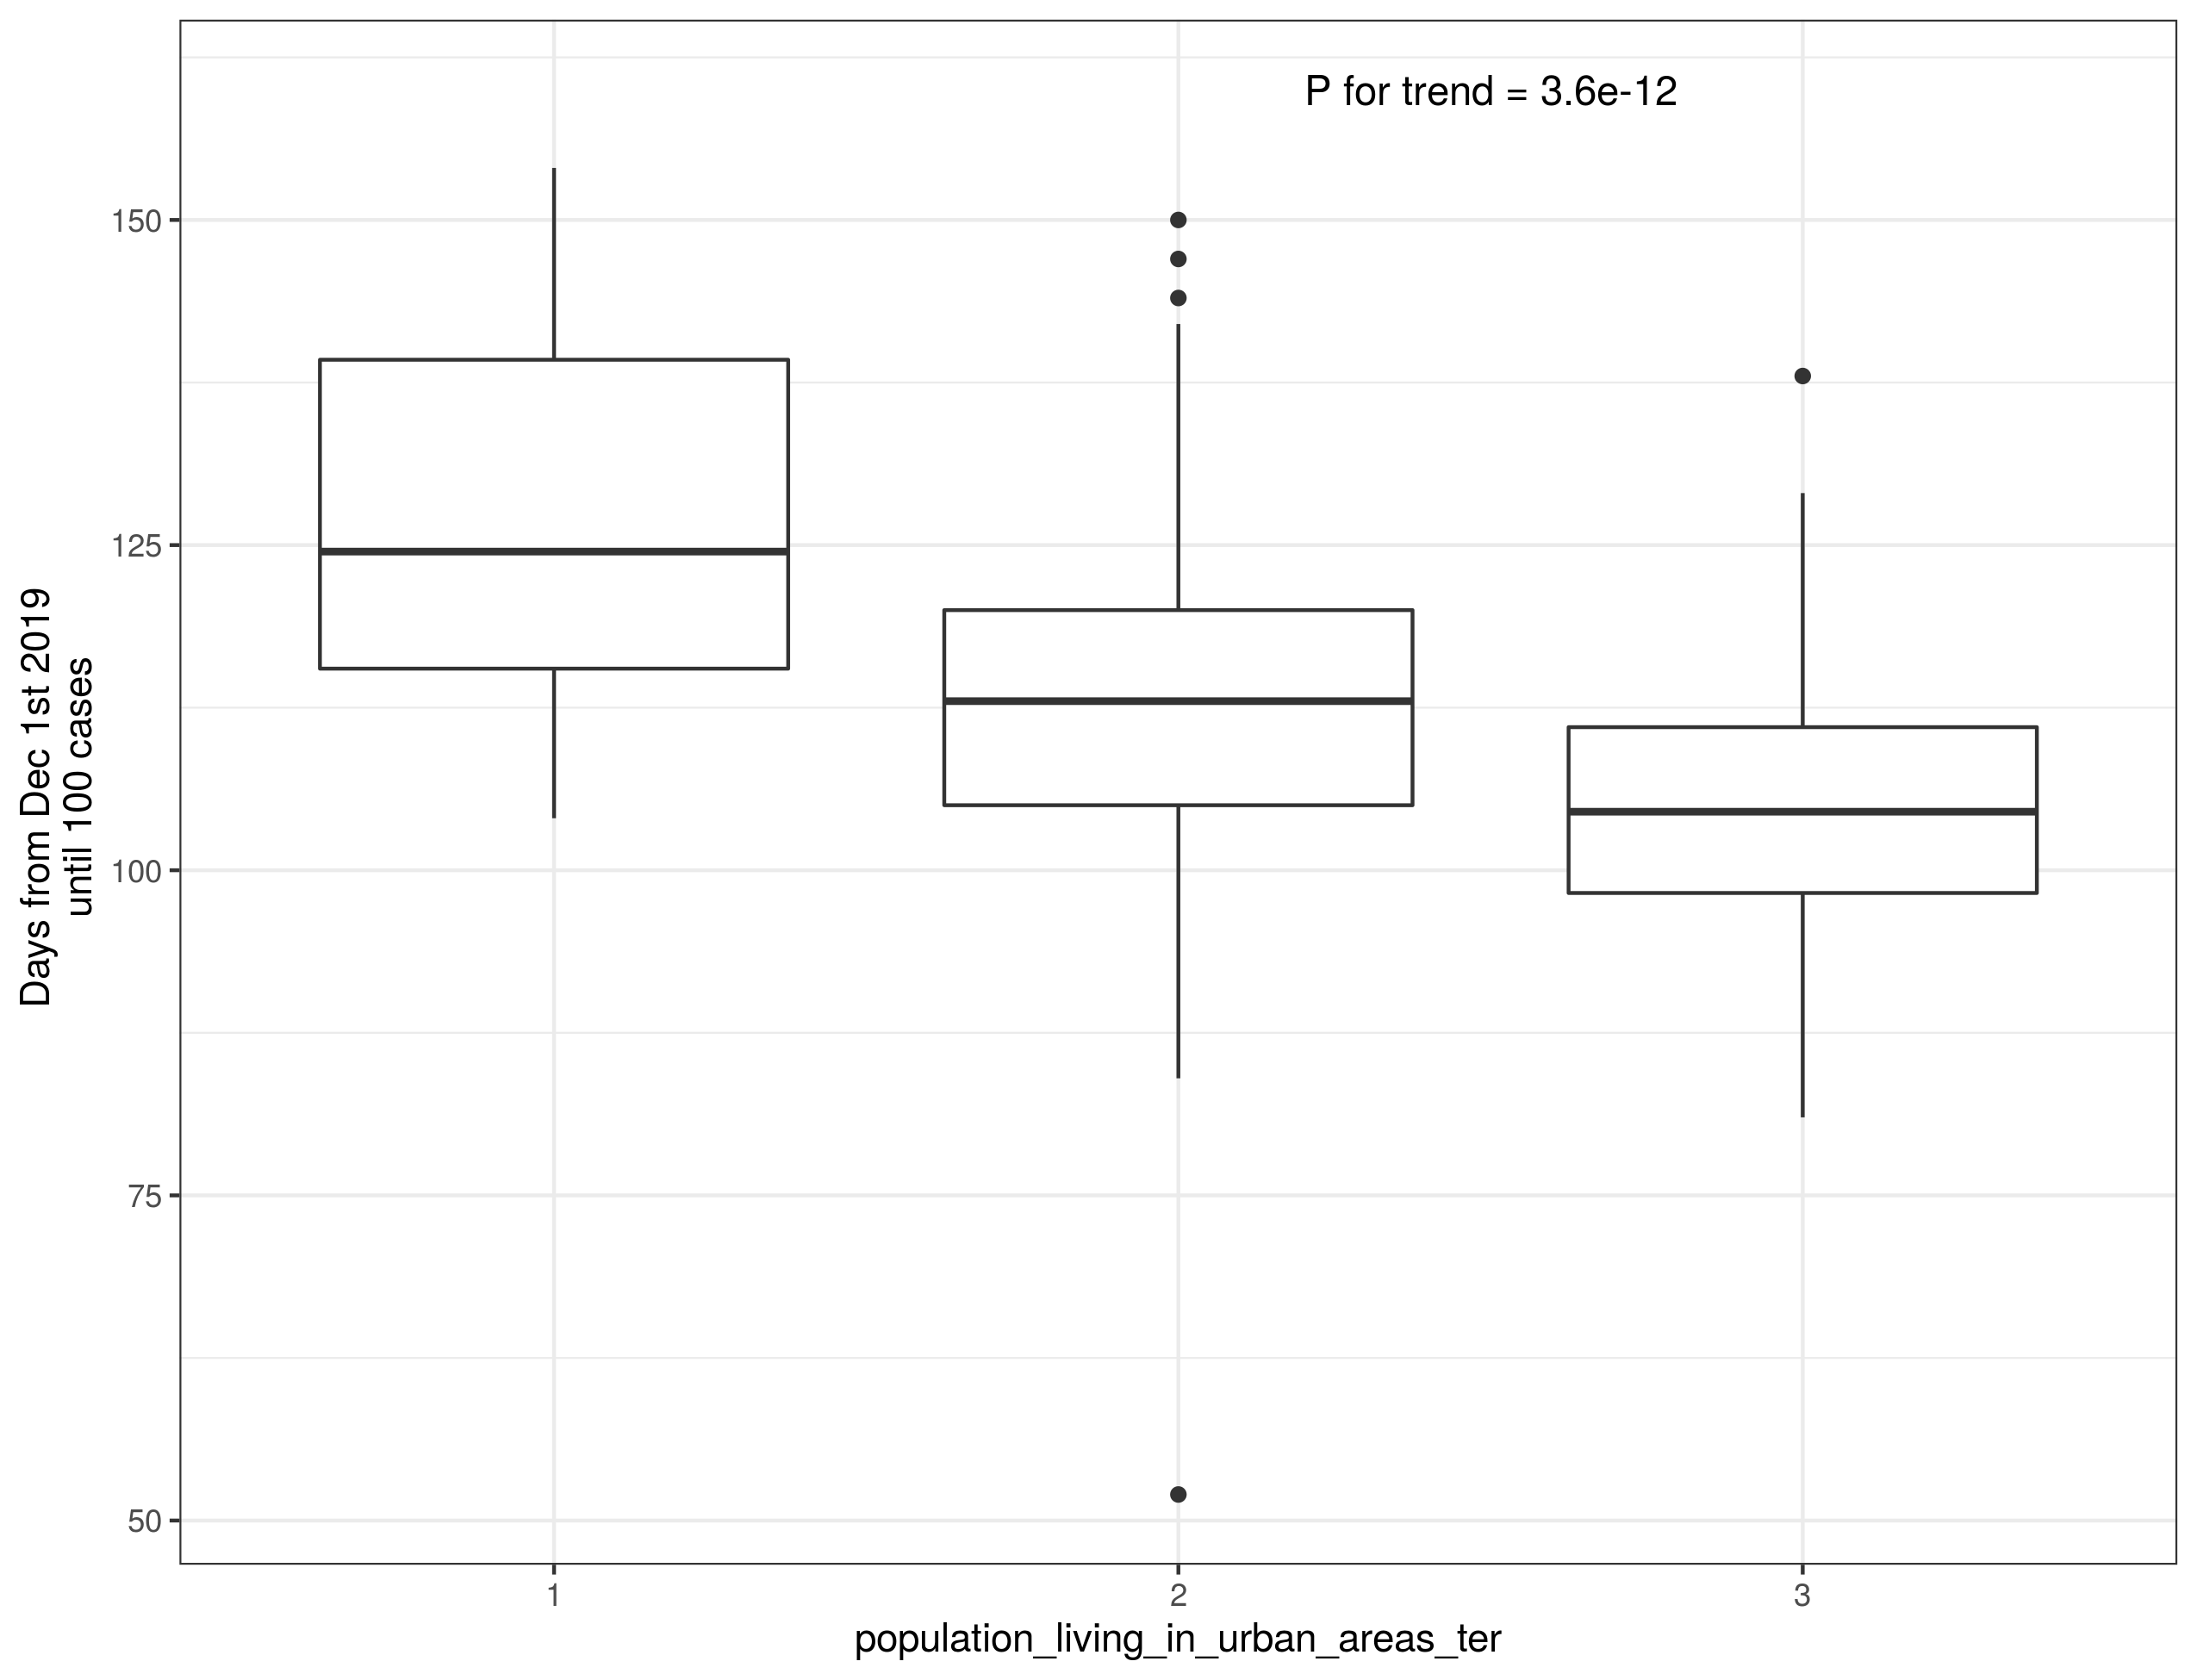 P for trend = 3.6e-12
150
125
100
75
50
Days from Dec 1st 2019
until 100 cases
1
2
3
population_living_in_urban_areas_ter